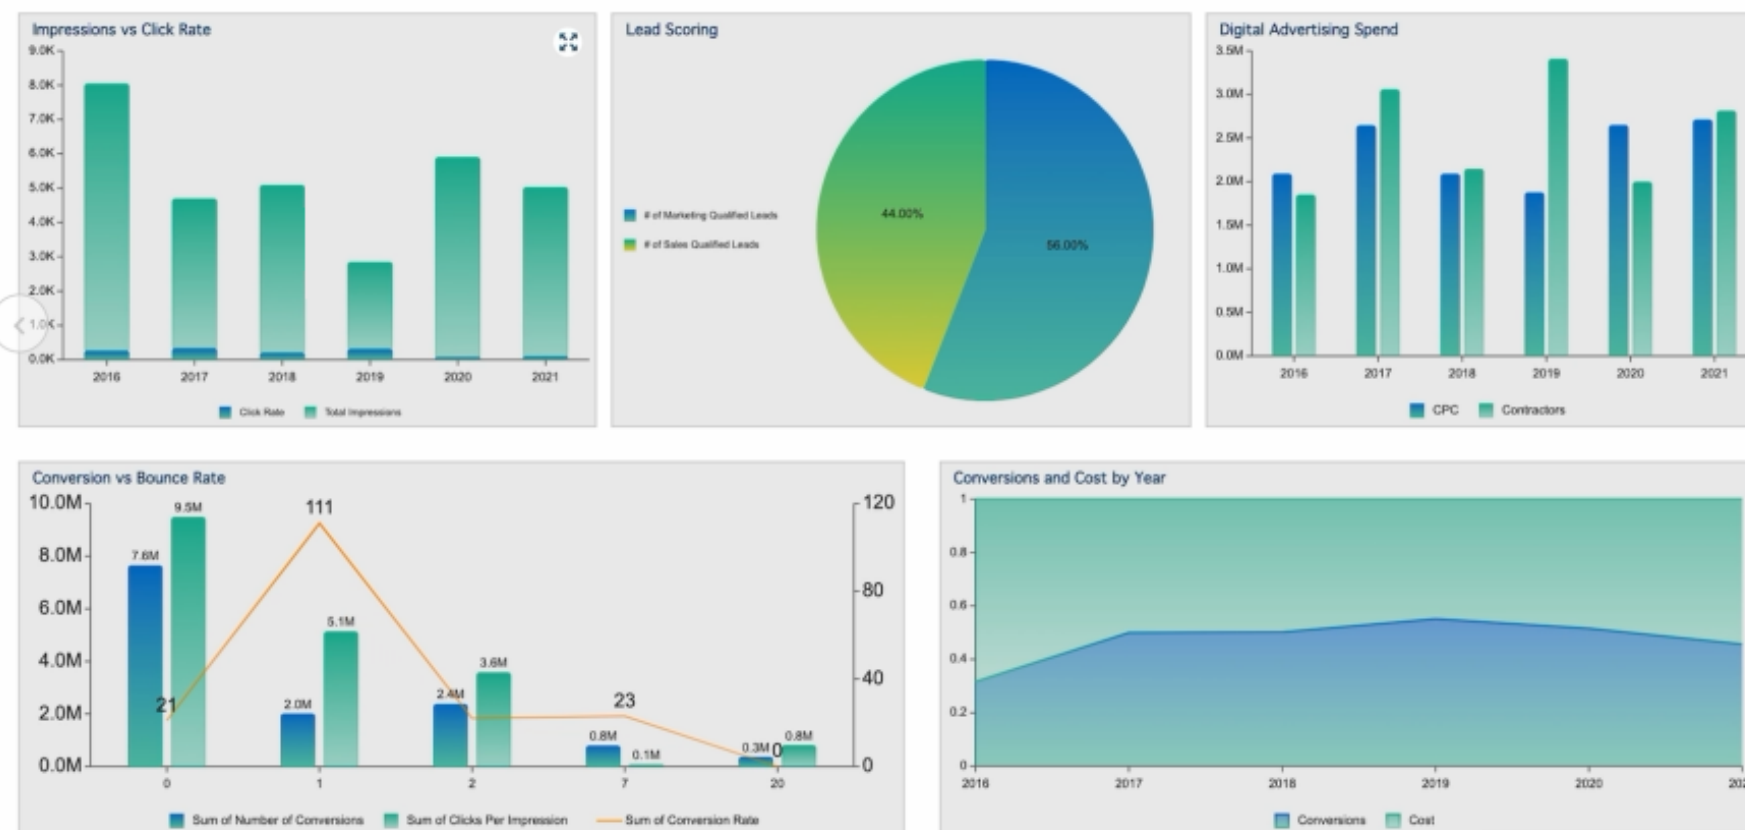 Impressions vs Click Rate
9.0K
8.0K
7.0K
6.0K
5.0K
4.0K
3.0K
2.0K
1.0K
0.0K
2016 2017 2018 2019 2020 2021
Click Rate Total Impressions
Lead Scoring
# of Marketing Qualified Leads
# of Sales Qualified Leads
44.00%
56.00%
Digital Advertising Spend
3.5M
3.0M
2.5M
2.0M
1.5M
1.0M
0.5M
0.0M
2016 2017 2018 2019 2020 2021
CPC Contractors
Conversion vs Bounce Rate
10.0M
8.0M
6.0M
4.0M
2.0M
0.0M
120
80
40
0
7.6M 9.5M
21
111
2.0M 5.1M
2.4M 3.6M
23
0.8M 0.1M
0.3M 0 0.8M
0 1 2 7 20
Sum of Number of Conversions Sum of Clicks Per Impression Sum of Conversion Rate
Conversions and Cost by Year
1
0.8
0.6
0.4
0.2
0
2016 2017 2018 2019 2020
Conversions Cost